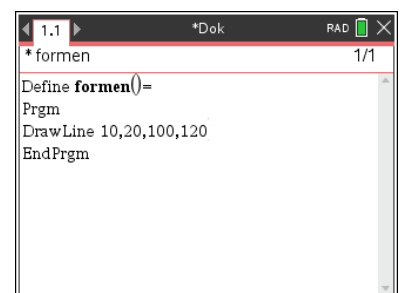 1.1 *Dok RAD
* formen 1/1
Define formen()=
Prgm
DrawLine 10,20,100,120
EndPrgm